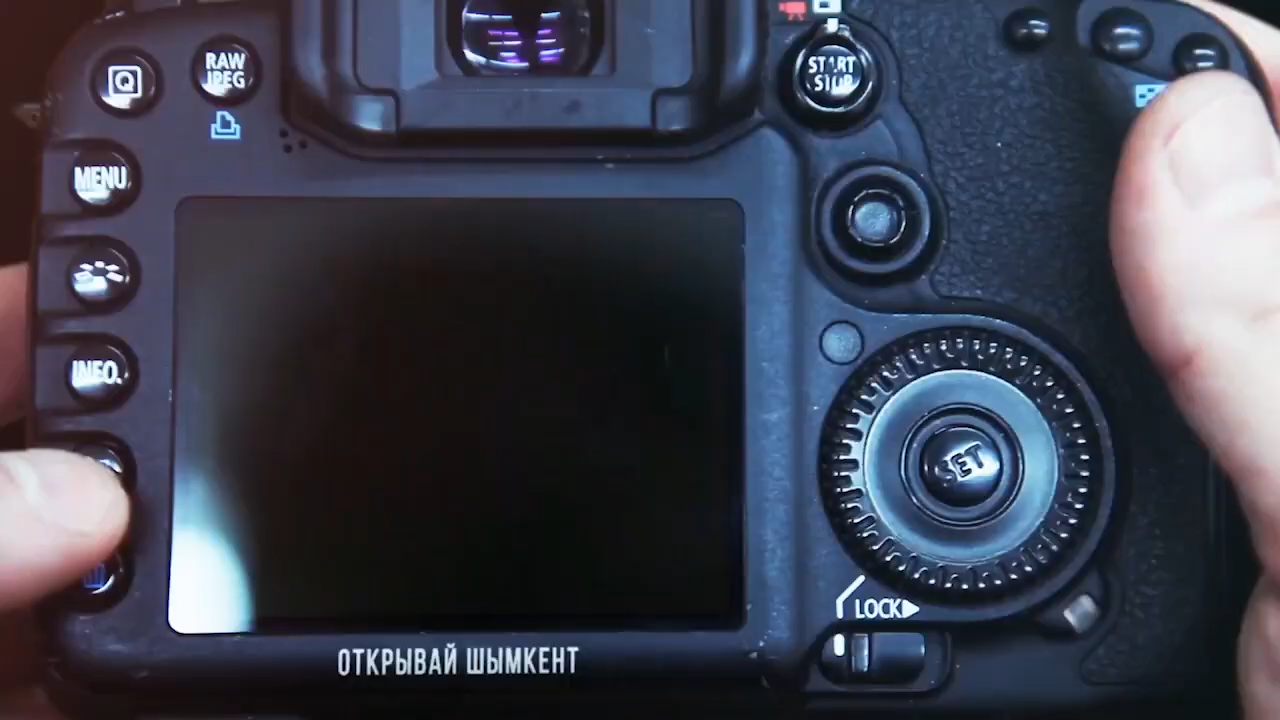 Q
RAW
JPEG
START
STOP
MENU
INFO.
SET
LOCK
ОТКРЫВАЙ ШЫМКЕНТ